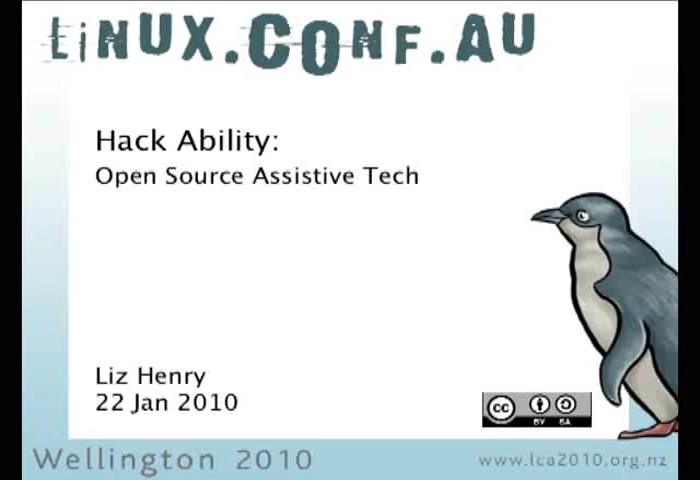 LiNUX.CONF.AU
Hack Ability:
Open Source Assistive Tech
Liz Henry
22 Jan 2010
cc
BY SA
Wellington 2010
www.lca2010.org.nz